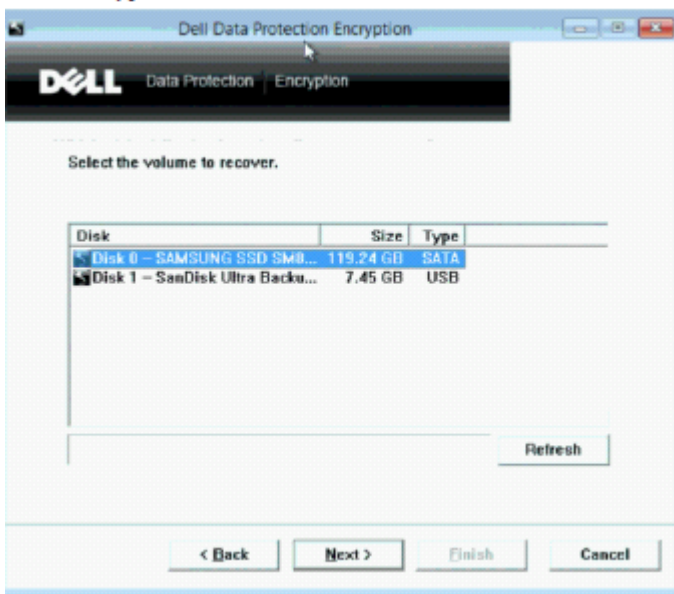 Dell Data Protection Encryption
DELL Data Protection Encryption
Select the volume to recover.
Disk Size Type
Disk 0 – SAMSUNG SSD SM8... 119.24 GB SATA
Disk 1 – SanDisk Ultra Backu... 7.45 GB USB
Refresh
< Back Next > Finish Cancel